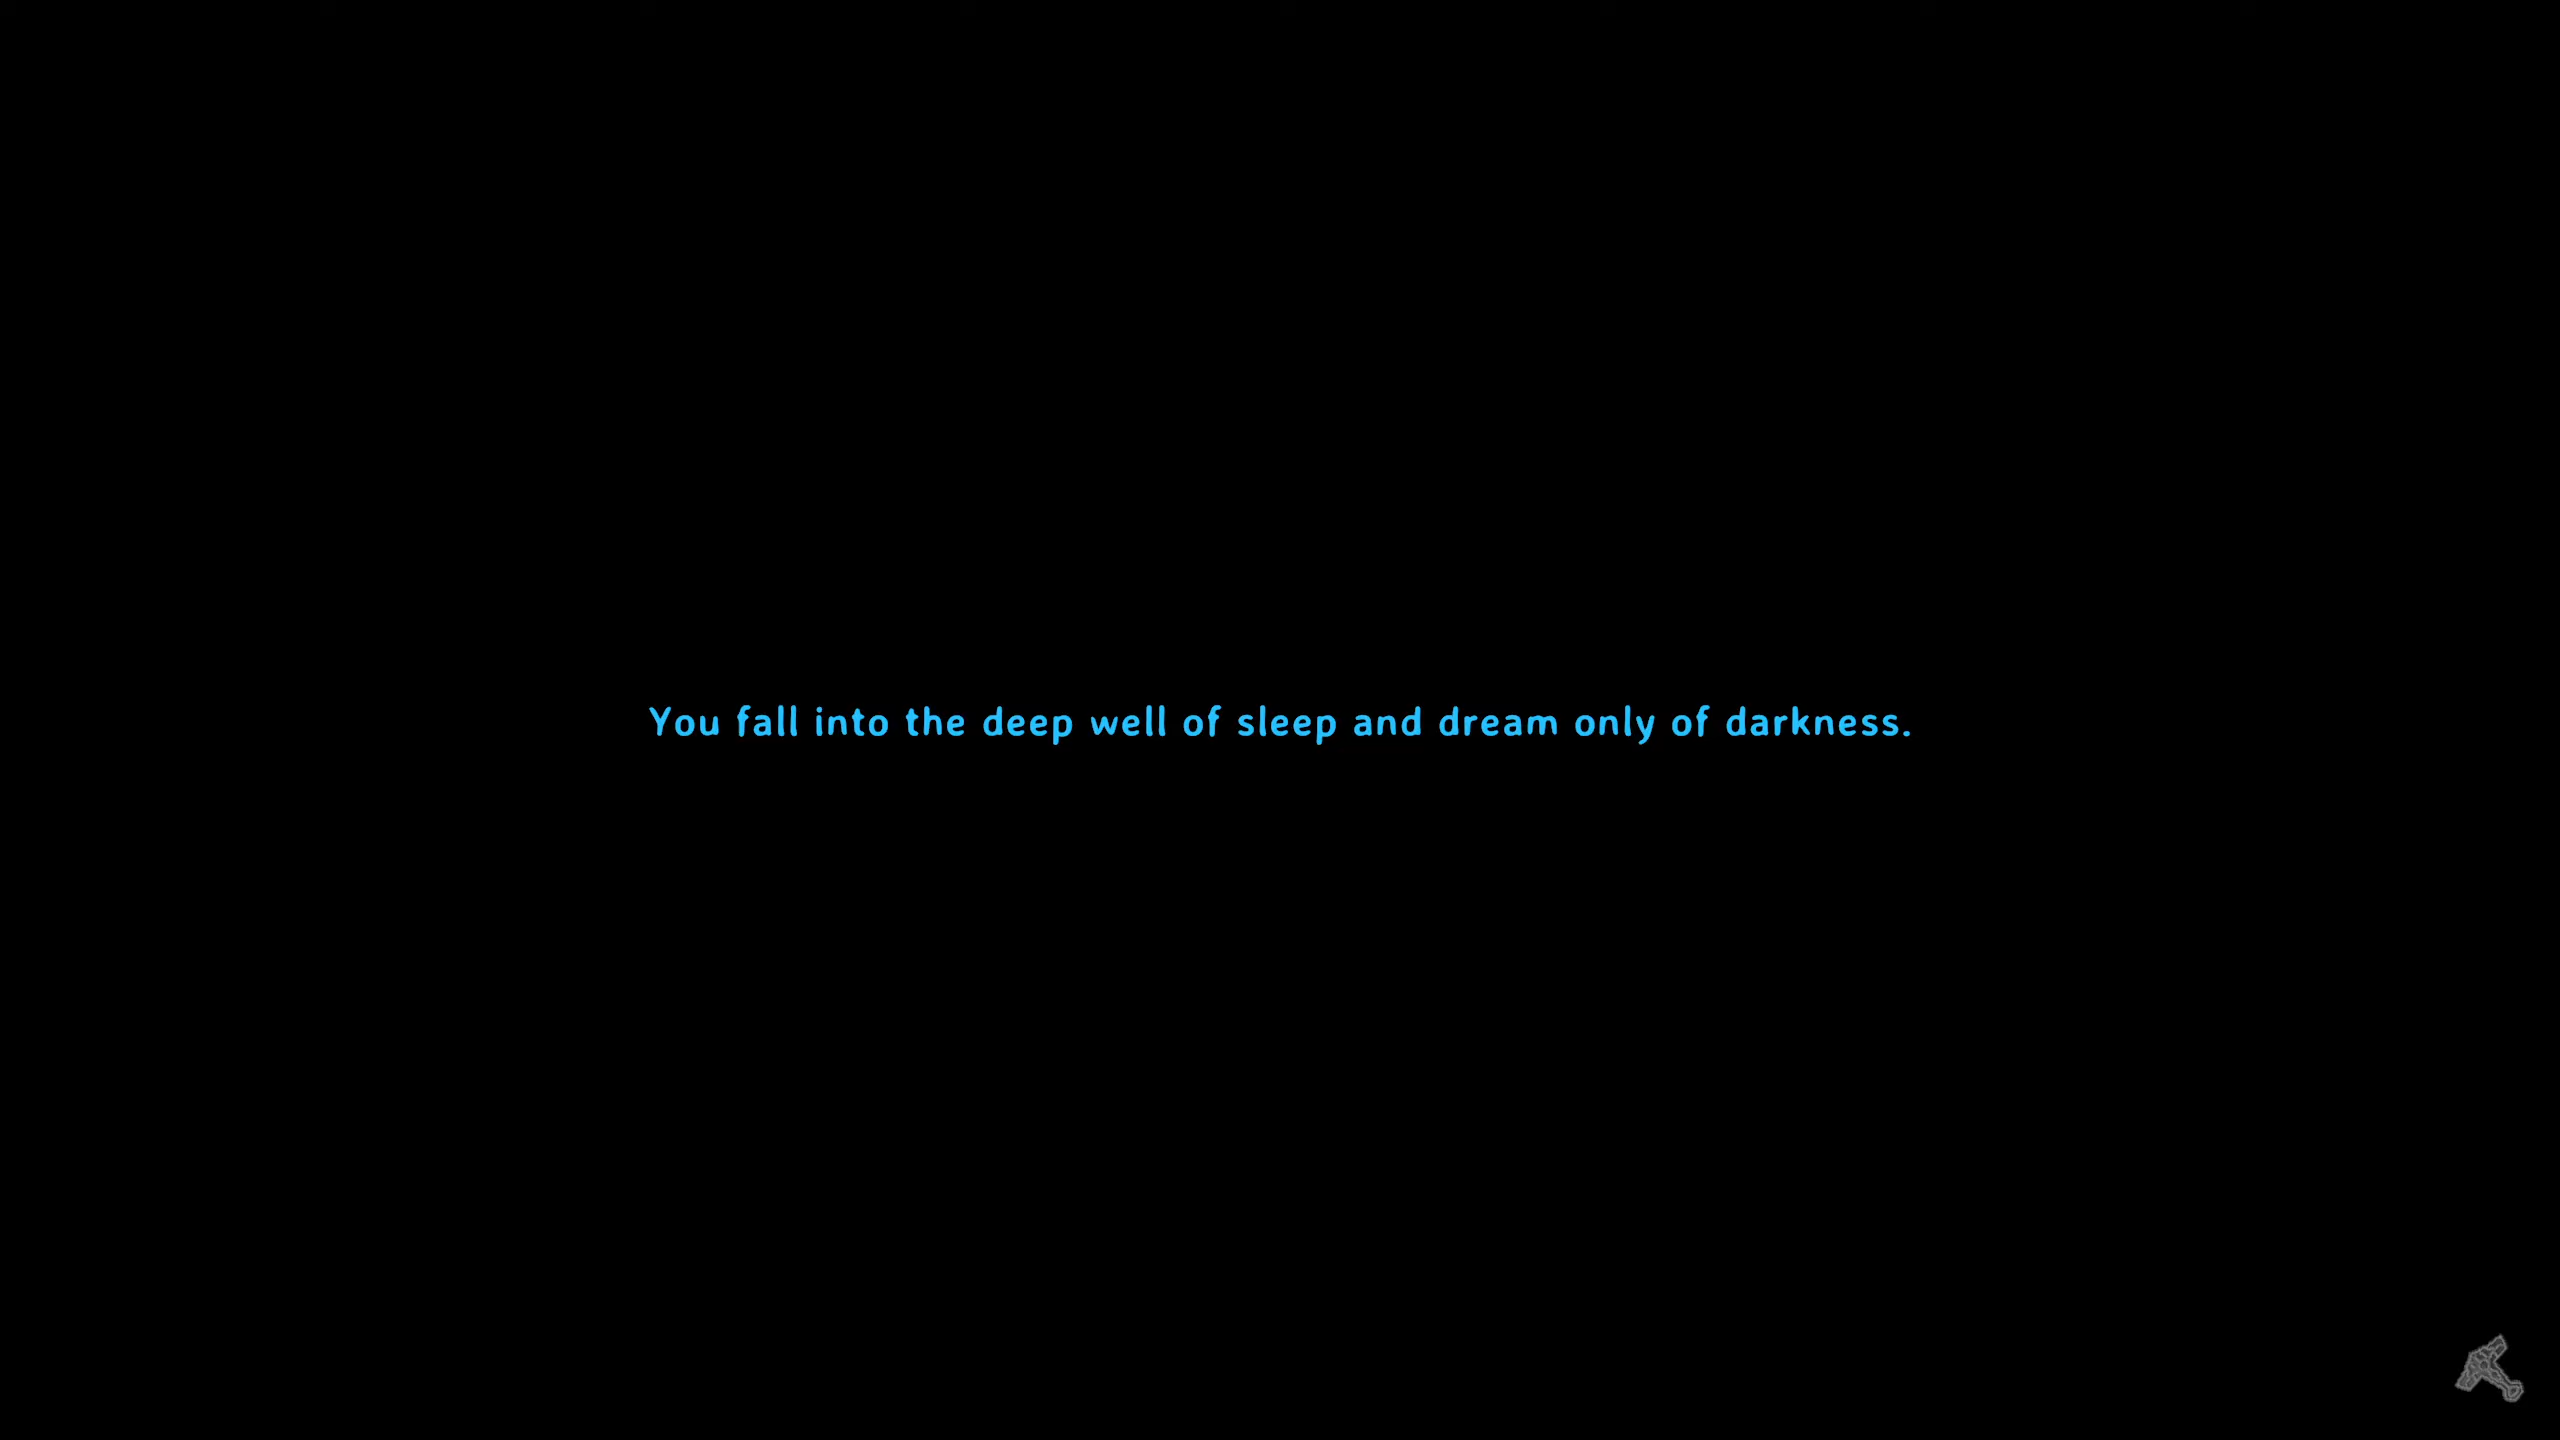 You fall into the deep well of sleep and dream only of darkness.